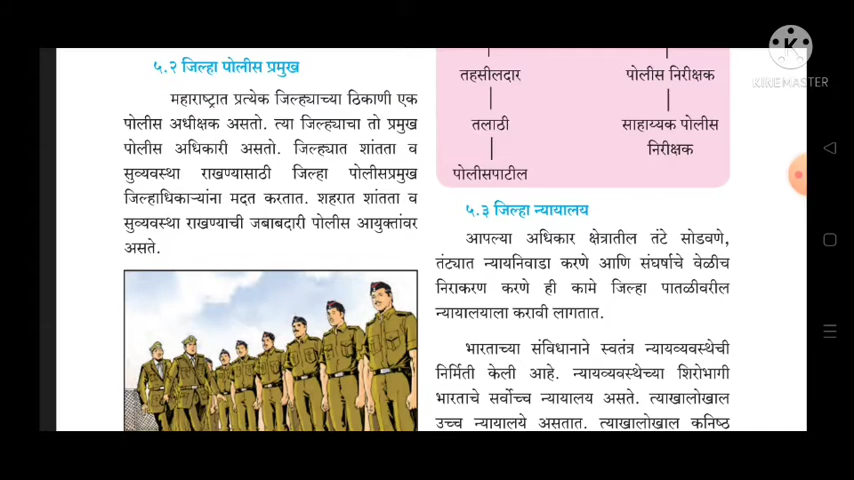 ५.२ जिल्हा पोलीस प्रमुख
महाराष्ट्रात प्रत्येक जिल्ह्याच्या ठिकाणी एक
पोलीस अधीक्षक असतो. त्या जिल्ह्याचा तो प्रमुख
पोलीस अधिकारी असतो. जिल्ह्यात शांतता व
सुव्यवस्था राखण्यासाठी जिल्हा पोलीसप्रमुख
जिल्हाधिकाऱ्यांना मदत करतात. शहरात शांतता व
सुव्यवस्था राखण्याची जबाबदारी पोलीस आयुक्तांवर
असते.
तहसीलदार
तलाठी
पोलीसपाटील
पोलीस निरीक्षक
साहाय्यक पोलीस
निरीक्षक
५.३ जिल्हा न्यायालय
आपल्या अधिकार क्षेत्रातील तंटे सोडवणे,
तंट्यात न्यायनिवाडा करणे आणि संघर्षाचे वेळीच
निराकरण करणे ही कामे जिल्हा पातळीवरील
न्यायालयाला करावी लागतात.
भारताच्या संविधानाने स्वतंत्र न्यायव्यवस्थेची
निर्मिती केली आहे. न्यायव्यवस्थेच्या शिरोभागी
भारताचे सर्वोच्च न्यायालय असते. त्याखालोखाल
उच्च न्यायालये असतात. त्याखालोखाल कनिष्ठ
K
KINEMASTER